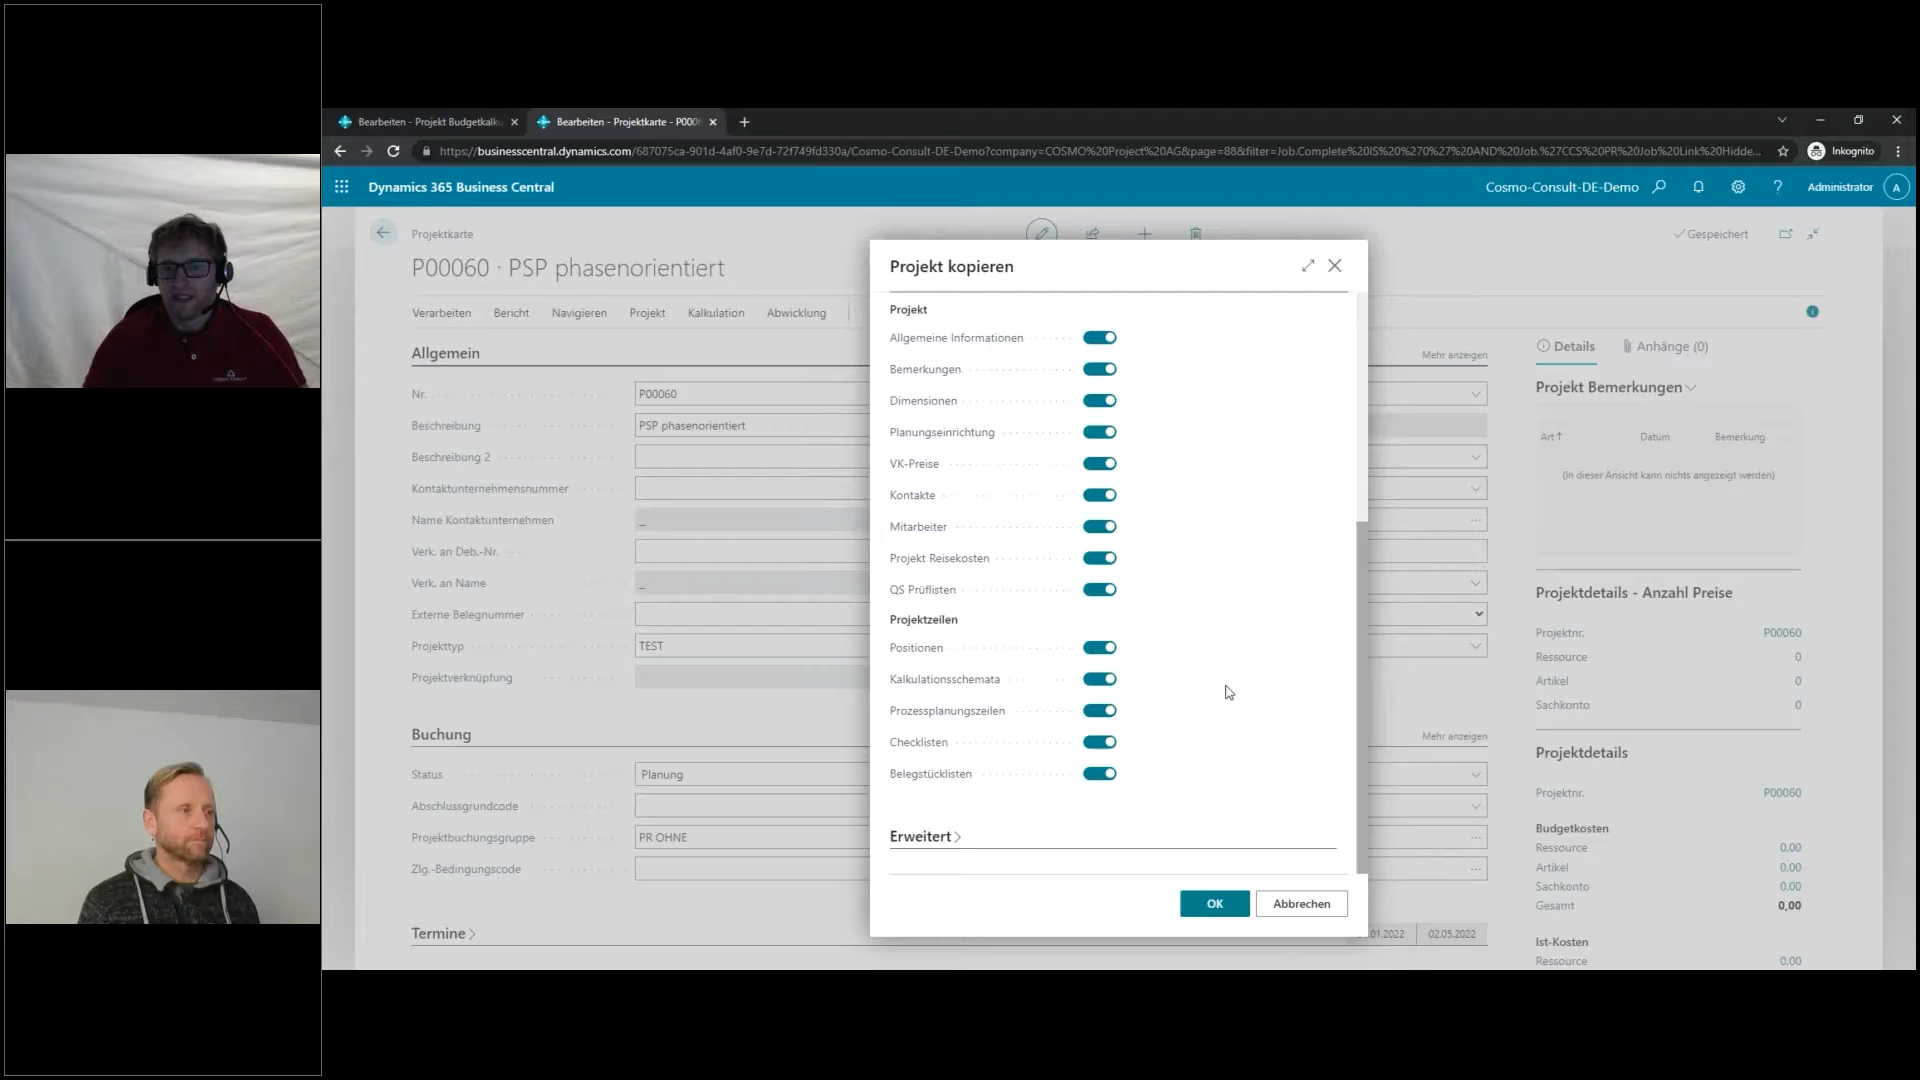 Bearbeiten - Projekt Budgetkalku
Bearbeiten - Projektkarte - P0006
https://businesscentral.dynamics.com/687075ca-901d-4af0-9e7d-72f749fd330a/Cosmo-Consult-DE-Demo?company=COSMO%20Project%20AG&page=88&filter=Job.Complete%20IS%20%270%27%20AND%20Job.%27CCS%20PR%20Job%20Link%20Hidde...
Inkognito
Dynamics 365 Business Central
Cosmo-Consult-DE-Demo
?
Administrator
A
Projektkarte
Gespeichert
P00060 · PSP phasenorientiert
Verarbeiten
Bericht
Navigieren
Projekt
Kalkulation
Abwicklung
Allgemein
Mehr anzeigen
Nr.
P00060
Beschreibung
PSP phasenorientiert
Beschreibung 2
Kontaktunternehmensnummer
Name Kontaktunternehmen
_
Verk. an Deb.-Nr.
Verk. an Name
_
Externe Belegnummer
Projekttyp
TEST
Projektverknüpfung
Buchung
Mehr anzeigen
Status
Planung
Abschlussgrundcode
Projektbuchungsgruppe
PR OHNE
Zlg.-Bedingungscode
Termine
.01.2022
02.05.2022
Projekt kopieren
Projekt
Allgemeine Informationen
Bemerkungen
Dimensionen
Planungseinrichtung
VK-Preise
Kontakte
Mitarbeiter
Projekt Reisekosten
QS Prüflisten
Projektzeilen
Positionen
Kalkulationsschemata
Prozessplanungszeilen
Checklisten
Belegstücklisten
Erweitert
OK
Abbrechen
Details
Anhänge (0)
Projekt Bemerkungen
Art↑
Datum
Bemerkung
(In dieser Ansicht kann nichts angezeigt werden)
Projektdetails - Anzahl Preise
Projektnr.
P00060
Ressource
0
Artikel
0
Sachkonto
0
Projektdetails
Projektnr.
P00060
Budgetkosten
Ressource
0,00
Artikel
0,00
Sachkonto
0,00
Gesamt
0,00
Ist-Kosten
Ressource
0,00